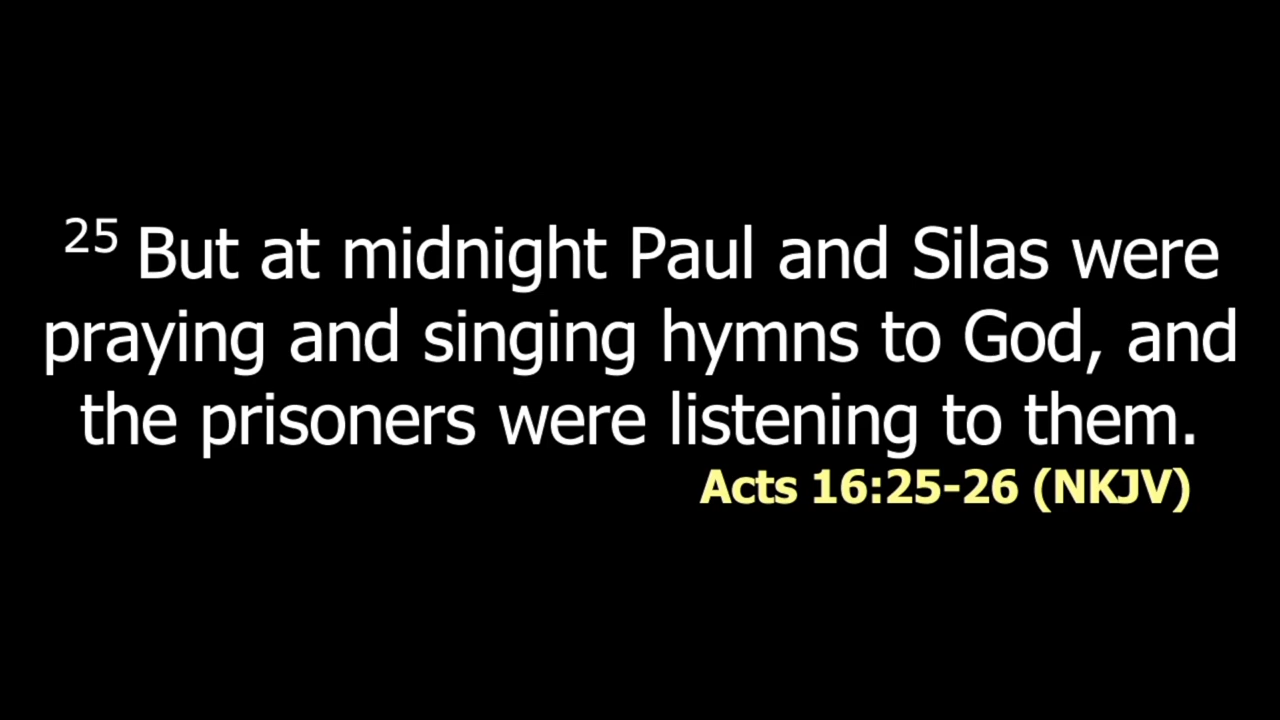 25 But at midnight Paul and Silas were
praying and singing hymns to God, and
the prisoners were listening to them.
Acts 16:25-26 (NKJV)